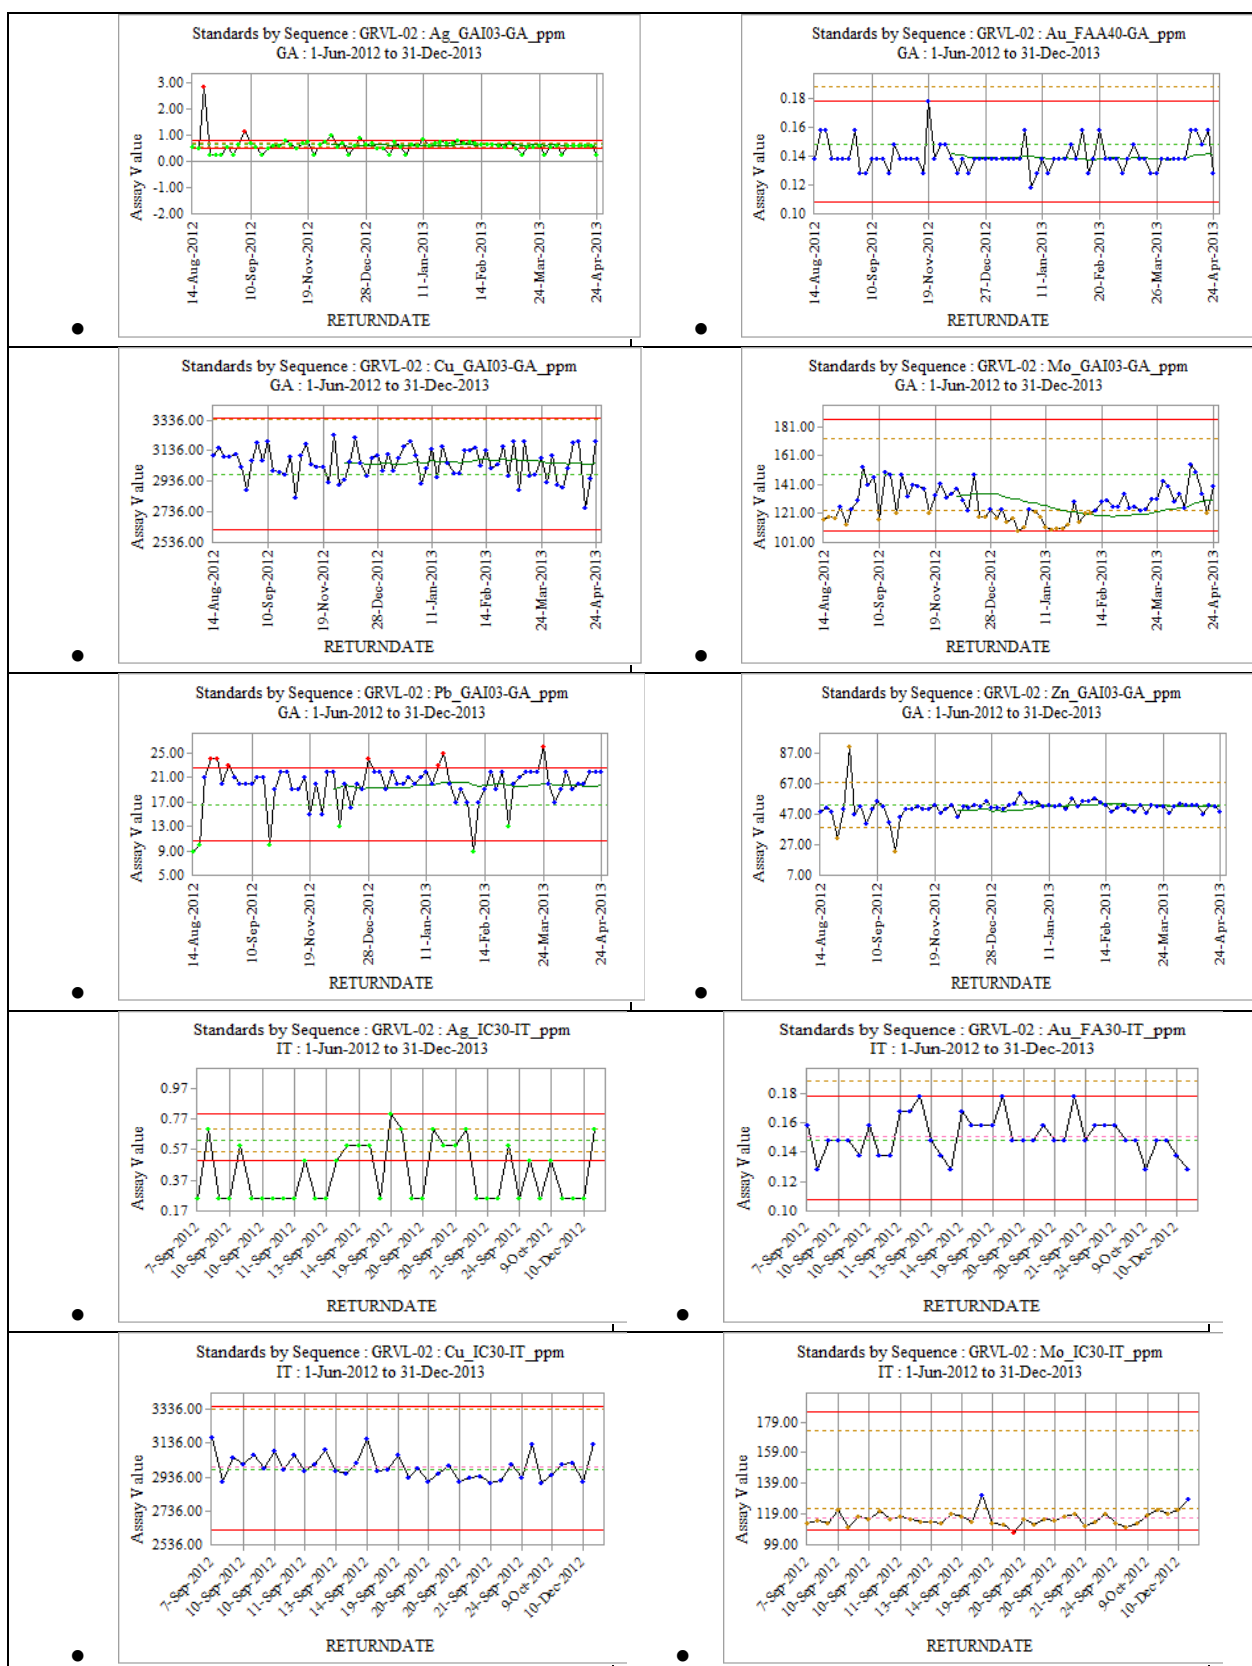 Standards by Sequence : GRVL-02 : Ag_GAI03-GA_ppm
GA : 1-Jun-2012 to 31-Dec-2013
Assay Value
3.00
2.00
1.00
0.00
-1.00
-2.00
14-Aug-2012
10-Sep-2012
19-Nov-2012
28-Dec-2012
11-Jan-2013
14-Feb-2013
24-Mar-2013
24-Apr-2013
RETURNDATE
Standards by Sequence : GRVL-02 : Au_FAA40-GA_ppm
GA : 1-Jun-2012 to 31-Dec-2013
Assay Value
0.18
0.16
0.14
0.12
0.10
14-Aug-2012
10-Sep-2012
19-Nov-2012
27-Dec-2012
11-Jan-2013
20-Feb-2013
26-Mar-2013
24-Apr-2013
RETURNDATE
Standards by Sequence : GRVL-02 : Cu_GAI03-GA_ppm
GA : 1-Jun-2012 to 31-Dec-2013
Assay Value
3336.00
3136.00
2936.00
2736.00
2536.00
14-Aug-2012
10-Sep-2012
19-Nov-2012
28-Dec-2012
11-Jan-2013
14-Feb-2013
24-Mar-2013
24-Apr-2013
RETURNDATE
Standards by Sequence : GRVL-02 : Mo_GAI03-GA_ppm
GA : 1-Jun-2012 to 31-Dec-2013
Assay Value
181.00
161.00
141.00
121.00
101.00
14-Aug-2012
10-Sep-2012
19-Nov-2012
28-Dec-2012
11-Jan-2013
14-Feb-2013
24-Mar-2013
24-Apr-2013
RETURNDATE
Standards by Sequence : GRVL-02 : Pb_GAI03-GA_ppm
GA : 1-Jun-2012 to 31-Dec-2013
Assay Value
25.00
21.00
17.00
13.00
9.00
5.00
14-Aug-2012
10-Sep-2012
19-Nov-2012
28-Dec-2012
11-Jan-2013
14-Feb-2013
24-Mar-2013
24-Apr-2013
RETURNDATE
Standards by Sequence : GRVL-02 : Zn_GAI03-GA_ppm
GA : 1-Jun-2012 to 31-Dec-2013
Assay Value
87.00
67.00
47.00
27.00
7.00
14-Aug-2012
10-Sep-2012
19-Nov-2012
28-Dec-2012
11-Jan-2013
14-Feb-2013
24-Mar-2013
24-Apr-2013
RETURNDATE
Standards by Sequence : GRVL-02 : Ag_IC30-IT_ppm
IT : 1-Jun-2012 to 31-Dec-2013
Assay Value
0.97
0.77
0.57
0.37
0.17
7-Sep-2012
10-Sep-2012
10-Sep-2012
11-Sep-2012
13-Sep-2012
14-Sep-2012
19-Sep-2012
20-Sep-2012
20-Sep-2012
21-Sep-2012
24-Sep-2012
9-Oct-2012
10-Dec-2012
RETURNDATE
Standards by Sequence : GRVL-02 : Au_FA30-IT_ppm
IT : 1-Jun-2012 to 31-Dec-2013
Assay Value
0.18
0.16
0.14
0.12
0.10
7-Sep-2012
10-Sep-2012
10-Sep-2012
11-Sep-2012
13-Sep-2012
14-Sep-2012
19-Sep-2012
20-Sep-2012
20-Sep-2012
21-Sep-2012
24-Sep-2012
9-Oct-2012
10-Dec-2012
RETURNDATE
Standards by Sequence : GRVL-02 : Cu_IC30-IT_ppm
IT : 1-Jun-2012 to 31-Dec-2013
Assay Value
3336.00
3136.00
2936.00
2736.00
2536.00
7-Sep-2012
10-Sep-2012
10-Sep-2012
11-Sep-2012
13-Sep-2012
14-Sep-2012
19-Sep-2012
20-Sep-2012
20-Sep-2012
21-Sep-2012
24-Sep-2012
9-Oct-2012
10-Dec-2012
RETURNDATE
Standards by Sequence : GRVL-02 : Mo_IC30-IT_ppm
IT : 1-Jun-2012 to 31-Dec-2013
Assay Value
179.00
159.00
139.00
119.00
99.00
7-Sep-2012
10-Sep-2012
10-Sep-2012
11-Sep-2012
13-Sep-2012
14-Sep-2012
19-Sep-2012
20-Sep-2012
20-Sep-2012
21-Sep-2012
24-Sep-2012
9-Oct-2012
10-Dec-2012
RETURNDATE